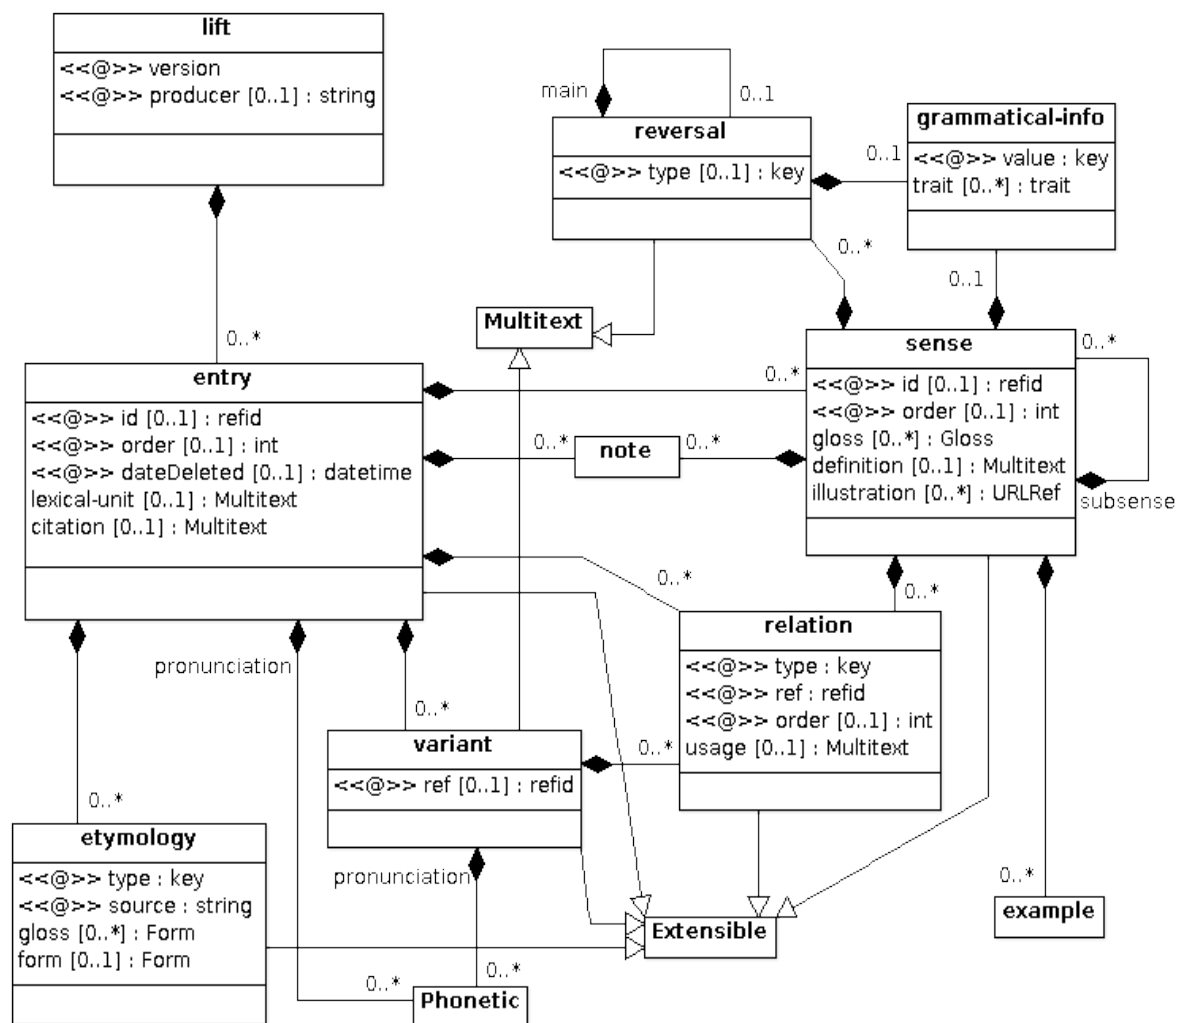 lift
<<@>> version
<<@>> producer [0..1] : string
main
0..1
reversal
<<@>> type [0..1] : key
0..1
grammatical-info
<<@>> value : key
trait [0..*] : trait
0..*
0..1
Multitext
0..*
entry
<<@>> id [0..1] : refid
<<@>> order [0..1] : int
<<@>> dateDeleted [0..1] : datetime
lexical-unit [0..1] : Multitext
citation [0..1] : Multitext
0..*
0..*
note
0..*
sense
<<@>> id [0..1] : refid
<<@>> order [0..1] : int
gloss [0..*] : Gloss
definition [0..1] : Multitext
illustration [0..*] : URLRef
0..*
subsense
0..*
0..*
relation
<<@>> type : key
<<@>> ref : refid
<<@>> order [0..1] : int
usage [0..1] : Multitext
pronunciation
0..*
variant
<<@>> ref [0..1] : refid
0..*
0..*
etymology
<<@>> type : key
<<@>> source : string
gloss [0..*] : Form
form [0..1] : Form
pronunciation
0..*
0..*
Phonetic
Extensible
0..*
example